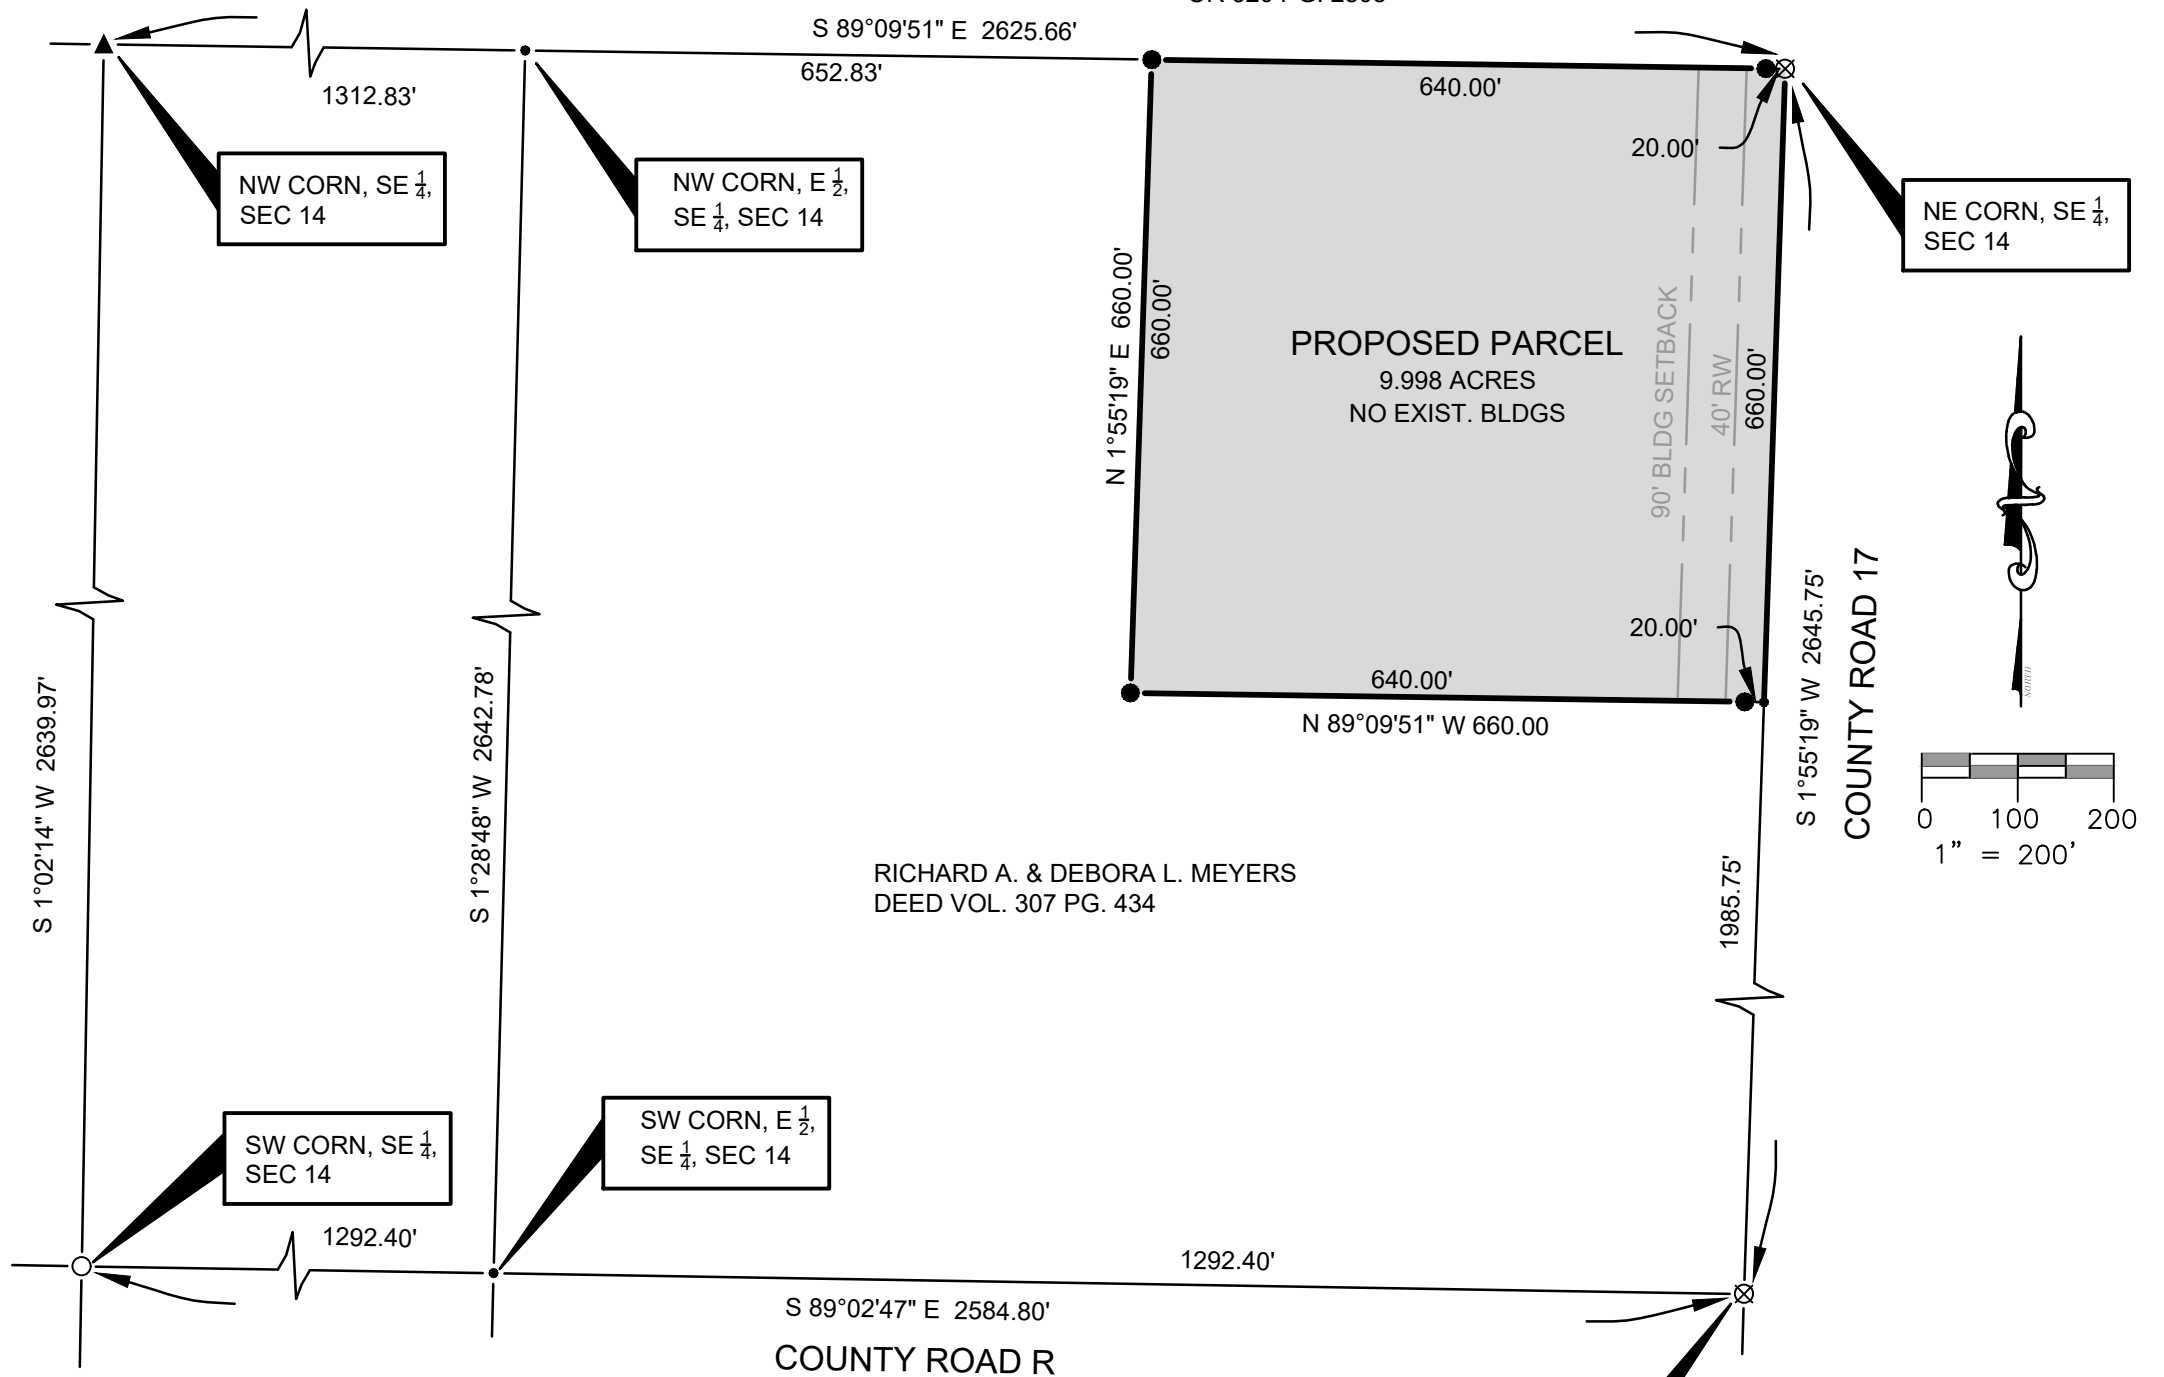 S 89°09'51" E 2625.66'
652.83'
1312.83'
640.00'
20.00'
NW CORN, SE 1/4,
SEC 14
NW CORN, E 1/2,
SE 1/4, SEC 14
NE CORN, SE 1/4,
SEC 14
N 1°55'19" E 660.00'
660.00'
PROPOSED PARCEL
9.998 ACRES
NO EXIST. BLDGS
90' BLDG SETBACK
40' RW
660.00'
20.00'
640.00'
N 89°09'51" W 660.00
S 1°55'19" W 2645.75'
COUNTY ROAD 17
NORTH
0 100 200
1" = 200'
S 1°02'14" W 2639.97'
S 1°28'48" W 2642.78'
RICHARD A. & DEBORA L. MEYERS
DEED VOL. 307 PG. 434
1985.75'
SW CORN, SE 1/4,
SEC 14
SW CORN, E 1/2,
SE 1/4, SEC 14
1292.40'
1292.40'
S 89°02'47" E 2584.80'
COUNTY ROAD R